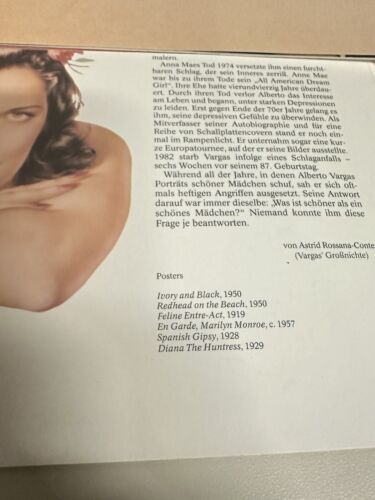 malern.
Anna Maes Tod 1974 versetzte ihm einen furcht-
baren Schlag, der sein Inneres zerriß. Anne Mae
war bis zu ihrem Tode sein „All American Dream
Girl“. Ihre Ehe hatte vierundvierzig Jahre überdau-
ert. Durch ihren Tod verlor Alberto das Interesse
am Leben und begann, unter starken Depressionen
zu leiden. Erst gegen Ende der 70er Jahre gelang es
ihm, seine depressiven Gefühle zu überwinden. Als
Mitverfasser seiner Autobiographie und für eine
Reihe von Schallplattencovern stand er noch ein-
mal im Rampenlicht. Er unternahm sogar eine kur-
ze Europatournee, auf der er seine Bilder ausstellte.
1982 starb Vargas infolge eines Schlaganfalls –
sechs Wochen vor seinem 87. Geburtstag.
Während all der Jahre, in denen Alberto Vargas
Porträts schöner Mädchen schuf, sah er sich oft-
mals heftigen Angriffen ausgesetzt. Seine Antwort
darauf war immer dieselbe: „Was ist schöner als ein
schönes Mädchen?“ Niemand konnte ihm diese
Frage je beantworten.
von Astrid Rossana-Conte
(Vargas' Großnichte)
Posters
Ivory and Black, 1950
Redhead on the Beach, 1950
Feline Entre-Act, 1919
En Garde, Marilyn Monroe, c. 1957
Spanish Gipsy, 1928
Diana The Huntress, 1929